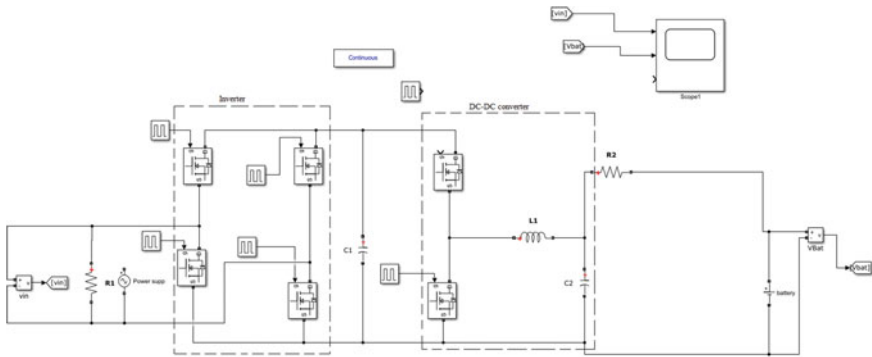 [vin]
[Vbat]
Scope1
Continuous
Inverter
DC-DC converter
R2
L1
C1
C2
vin
[vin]
R1
Power supp
battery
VBat
[Vbat]